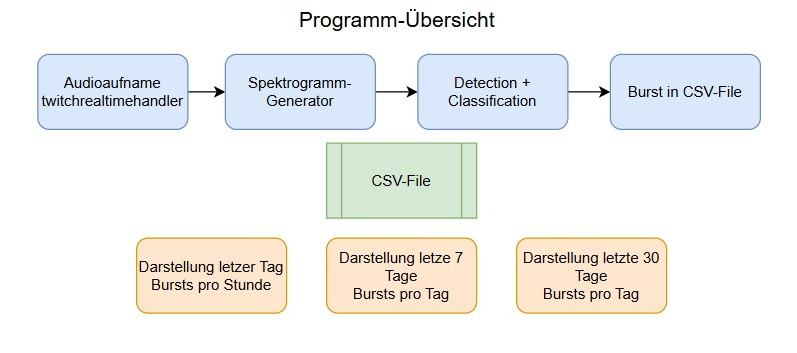 Programm-Übersicht
Audioaufname
twitchrealtimehandler
Spektrogramm-
Generator
Detection +
Classification
Burst in CSV-File
CSV-File
Darstellung letzer Tag
Bursts pro Stunde
Darstellung letze 7
Tage
Bursts pro Tag
Darstellung letzte 30
Tage
Bursts pro Tag